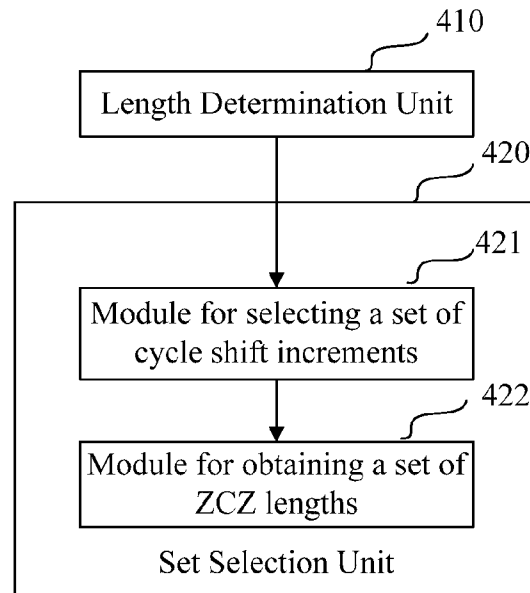 410
Length Determination Unit
420
421
Module for selecting a set of
cycle shift increments
422
Module for obtaining a set of
ZCZ lengths
Set Selection Unit